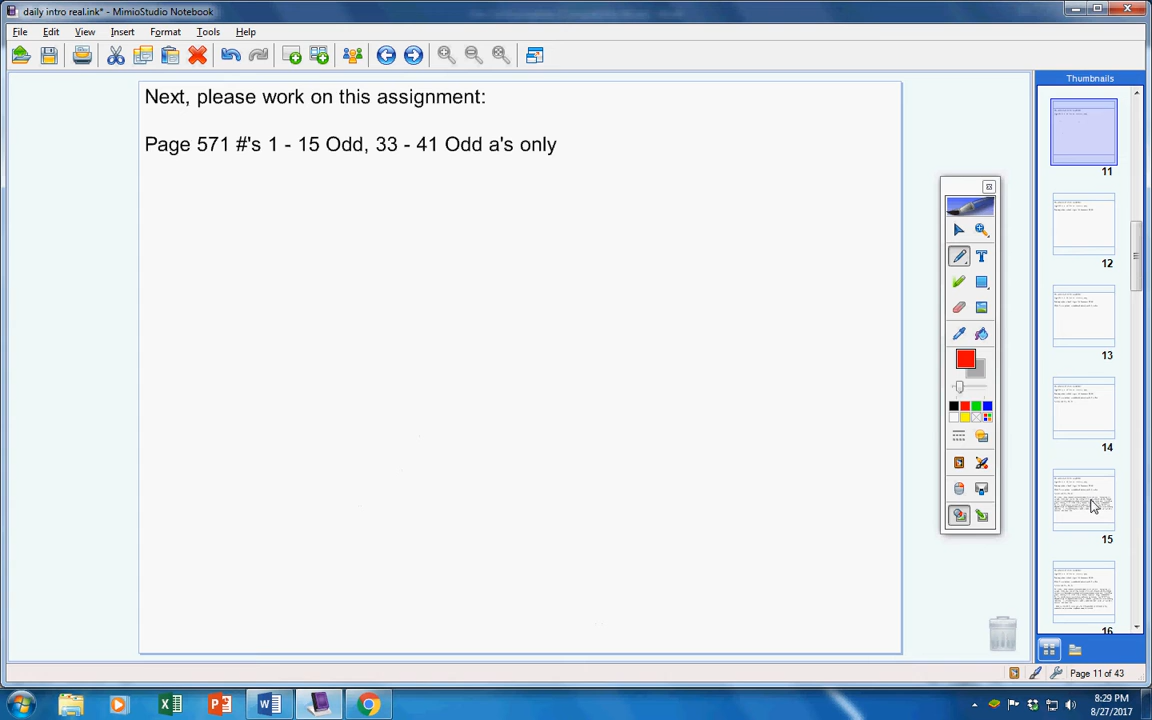 daily intro real.ink* - MimioStudio Notebook
File Edit View Insert Format Tools Help
Thumbnails
Next, please work on this assignment:
Page 571 #'s 1 - 15 Odd, 33 - 41 Odd a's only
11
12
13
14
15
16
Page 11 of 43
8:29 PM
8/27/2017